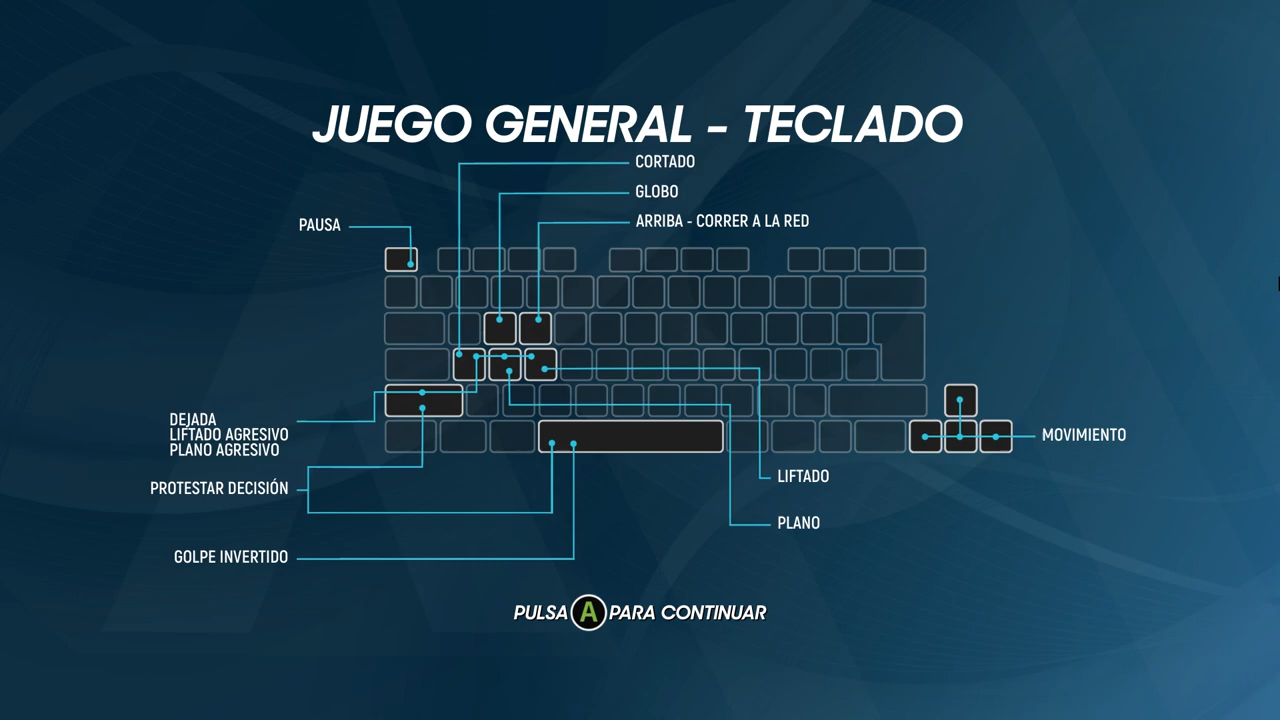 JUEGO GENERAL - TECLADO
CORTADO
GLOBO
ARRIBA - CORRER A LA RED
PAUSA
DEJADA
LIFTADO AGRESIVO
PLANO AGRESIVO
MOVIMIENTO
LIFTADO
PROTESTAR DECISIÓN
PLANO
GOLPE INVERTIDO
PULSA A PARA CONTINUAR